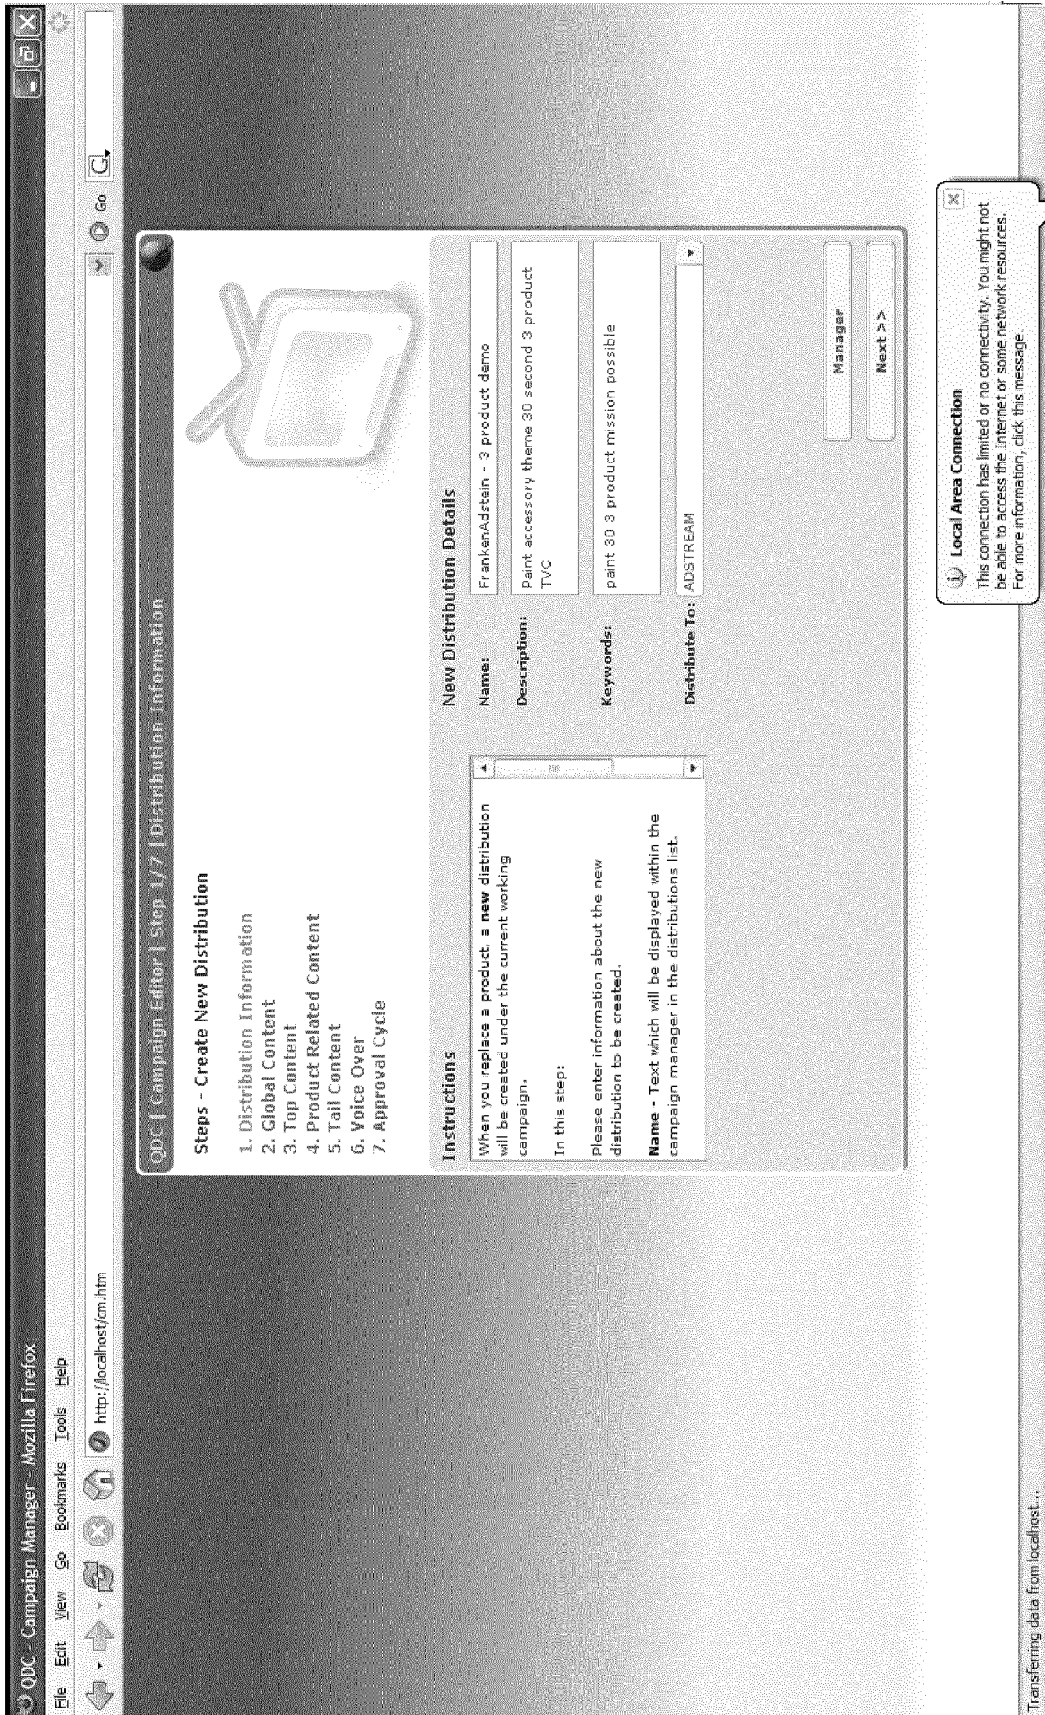 QDC - Campaign Manager - Mozilla Firefox
File Edit View Go Bookmarks Tools Help
http://localhost/cm.htm
Go
G
QDC | Campaign Editor | Step 1/7 | Distribution Information
Steps - Create New Distribution
1. Distribution Information
2. Global Content
3. Top Content
4. Product Related Content
5. Tail Content
6. Voice Over
7. Approval Cycle
Instructions
When you replace a product, a new distribution
will be created under the current working
campaign.
In this step:
Please enter information about the new
distribution to be created.
Name - Text which will be displayed within the
campaign manager in the distributions list.
New Distribution Details
Name: FrankenAdstein - 3 product demo
Description: Paint accessory theme 30 second 3 product
TVC
Keywords: paint 30 3 product mission possible
Distribute To: ADSTREAM
Manager
Next >>
Local Area Connection
This connection has limited or no connectivity. You might not
be able to access the Internet or some network resources.
For more information, click this message.
Transferring data from localhost...